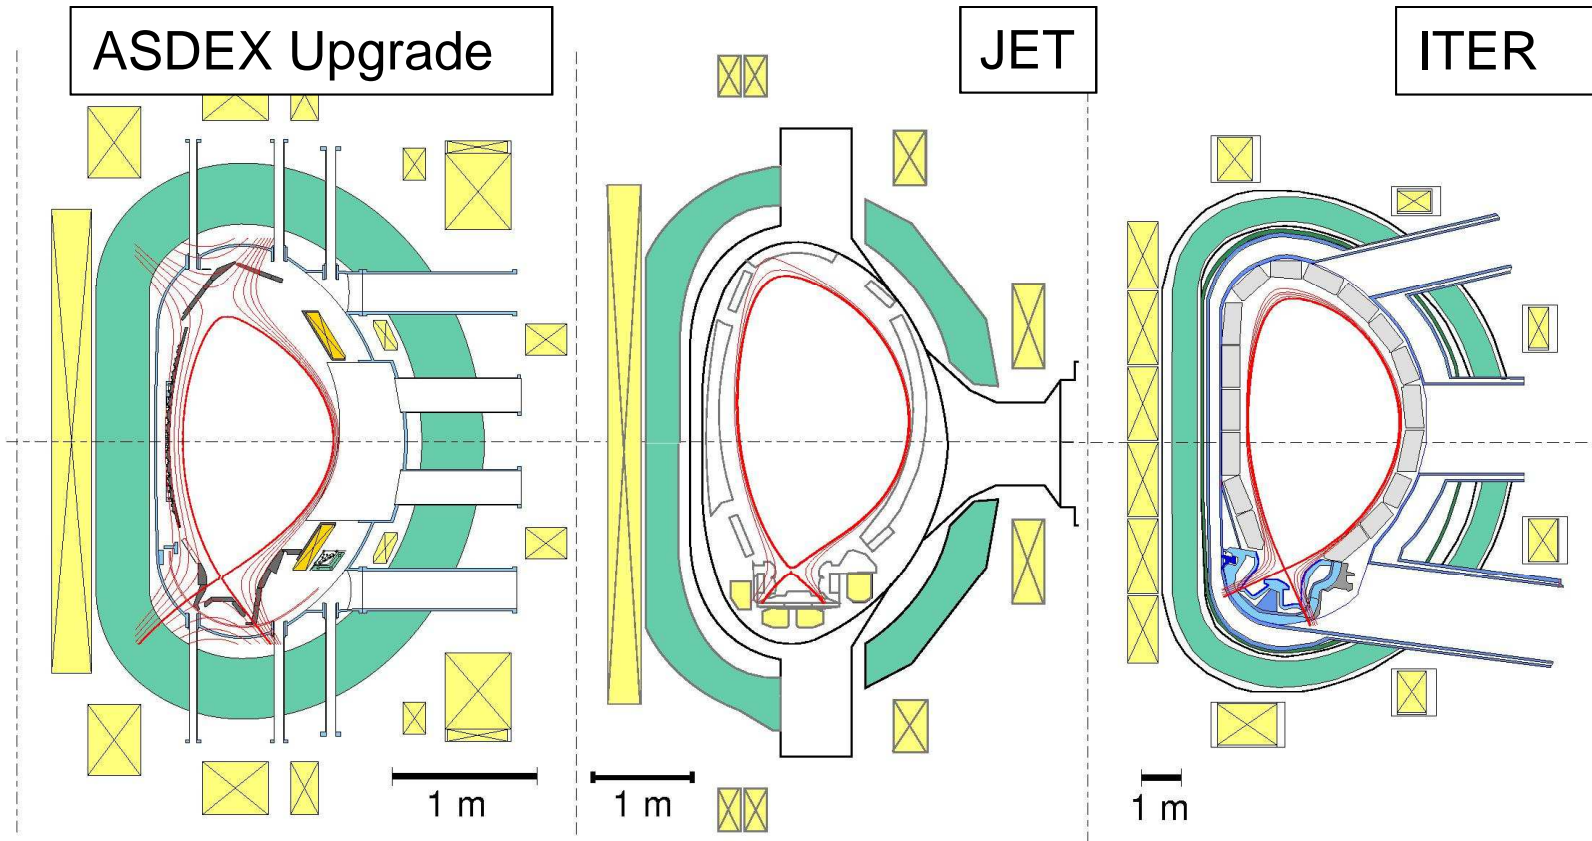 ASDEX Upgrade
JET
ITER
1 m
1 m
1 m